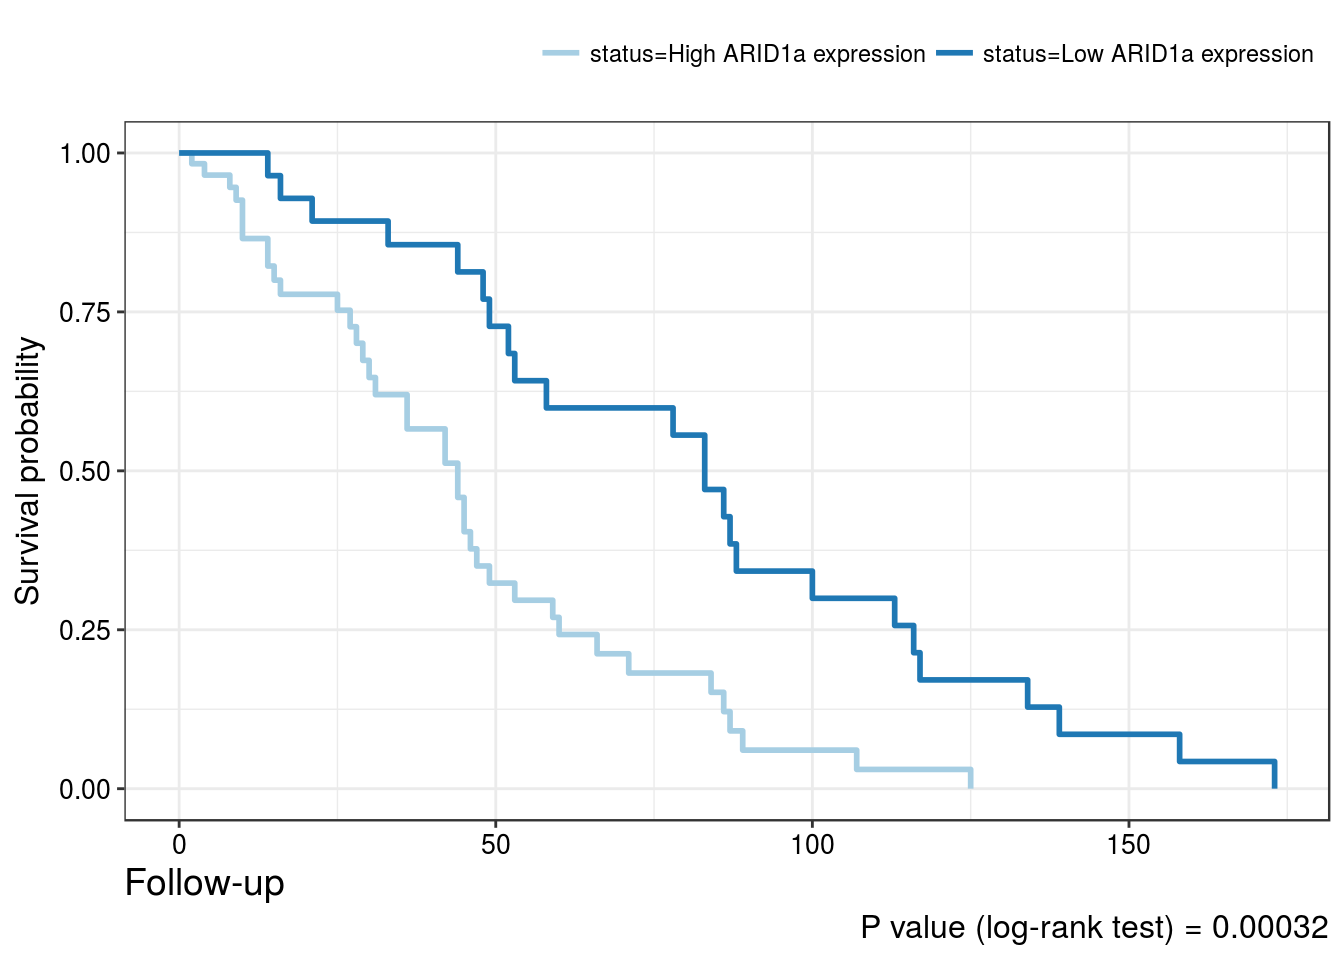 status=High ARID1a expression status=Low ARID1a expression
1.00
0.75
0.50
0.25
0.00
Survival probability
0 50 100 150
Follow-up
P value (log-rank test) = 0.00032